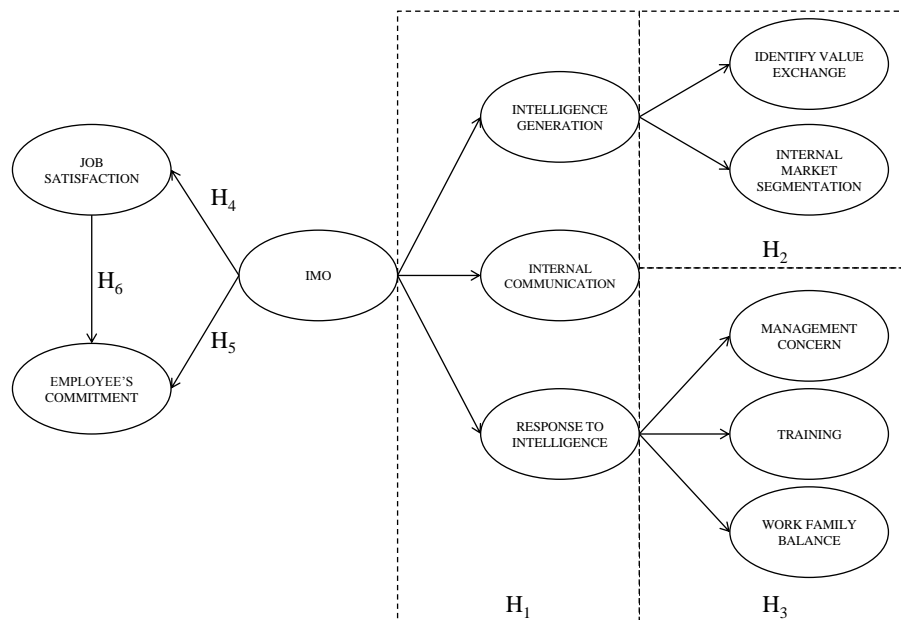 IDENTIFY VALUE
EXCHANGE
INTELLIGENCE
GENERATION
JOB
SATISFACTION
INTERNAL
MARKET
SEGMENTATION
H4
H2
IMO
INTERNAL
COMMUNICATION
H6
H5
MANAGEMENT
CONCERN
EMPLOYEE'S
COMMITMENT
RESPONSE TO
INTELLIGENCE
TRAINING
WORK FAMILY
BALANCE
H1
H3